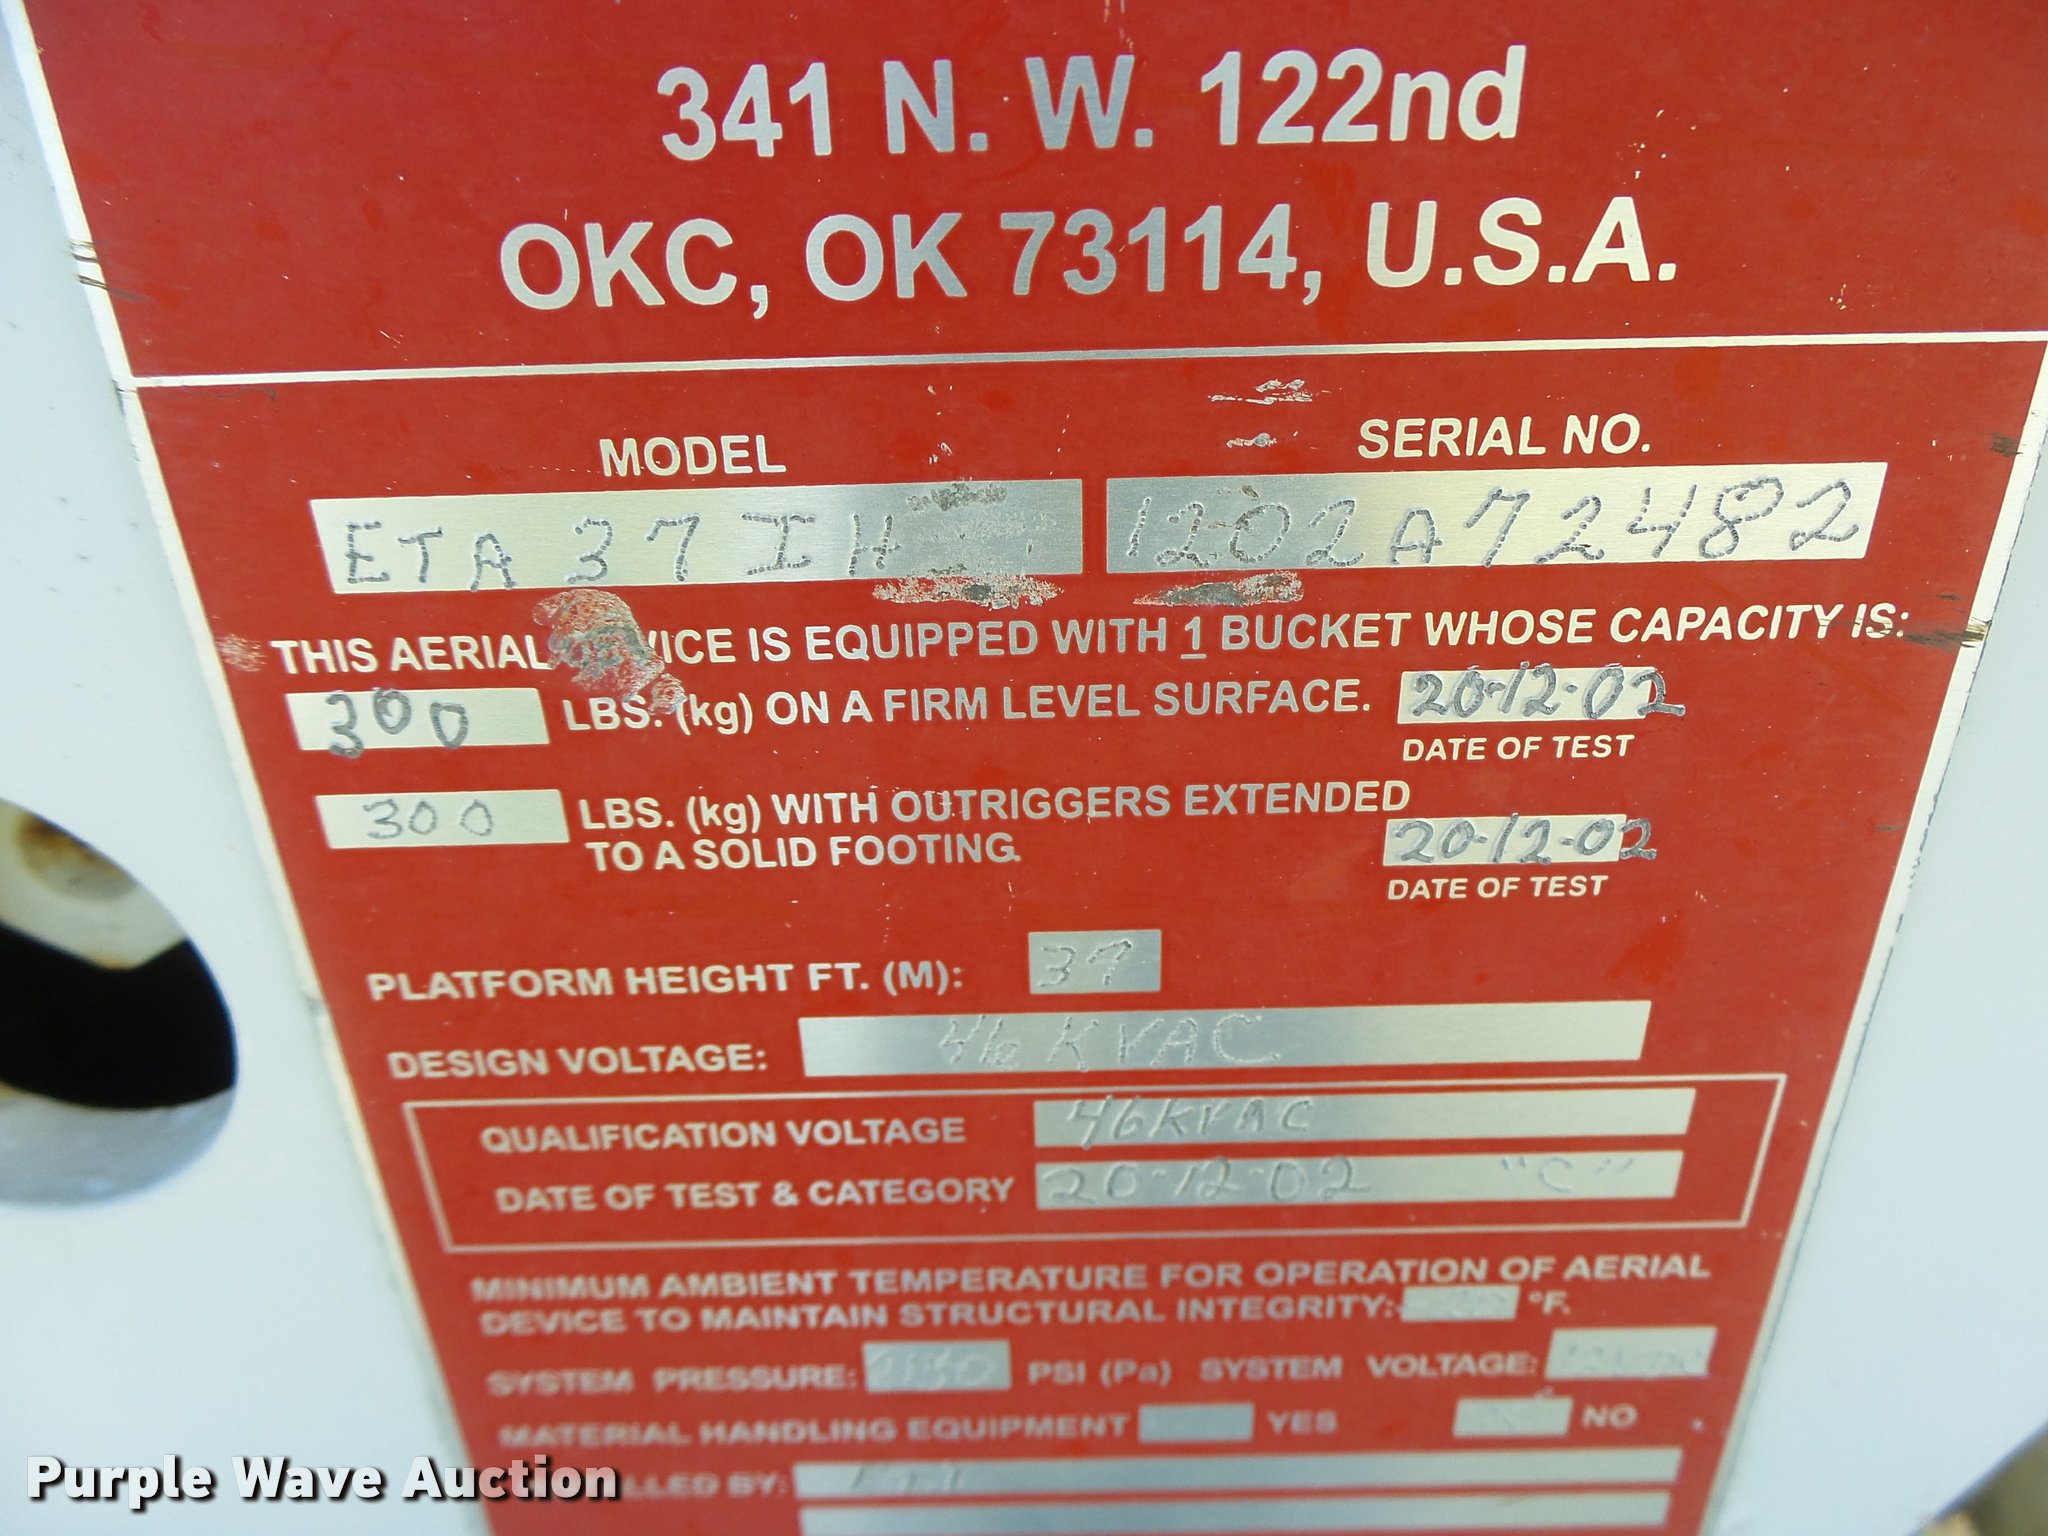 341 N. W. 122nd
OKC, OK 73114, U.S.A.
MODEL SERIAL NO.
ETA 37IH 1202A72482
THIS AERIAL VICE IS EQUIPPED WITH 1 BUCKET WHOSE CAPACITY IS:
300 LBS. (kg) ON A FIRM LEVEL SURFACE. 20-12-02
DATE OF TEST
300 LBS. (kg) WITH OUTRIGGERS EXTENDED
TO A SOLID FOOTING. 20-12-02
DATE OF TEST
PLATFORM HEIGHT FT. (M): 37
DESIGN VOLTAGE: 46 KVAC
QUALIFICATION VOLTAGE 46KVAC
DATE OF TEST & CATEGORY 20-12-02 "C"
MINIMUM AMBIENT TEMPERATURE FOR OPERATION OF AERIAL
DEVICE TO MAINTAIN STRUCTURAL INTEGRITY: °F.
SYSTEM PRESSURE: PSI (Pa) SYSTEM VOLTAGE:
MATERIAL HANDLING EQUIPMENT YES NO
LLED BY: ETI
Purple Wave Auction